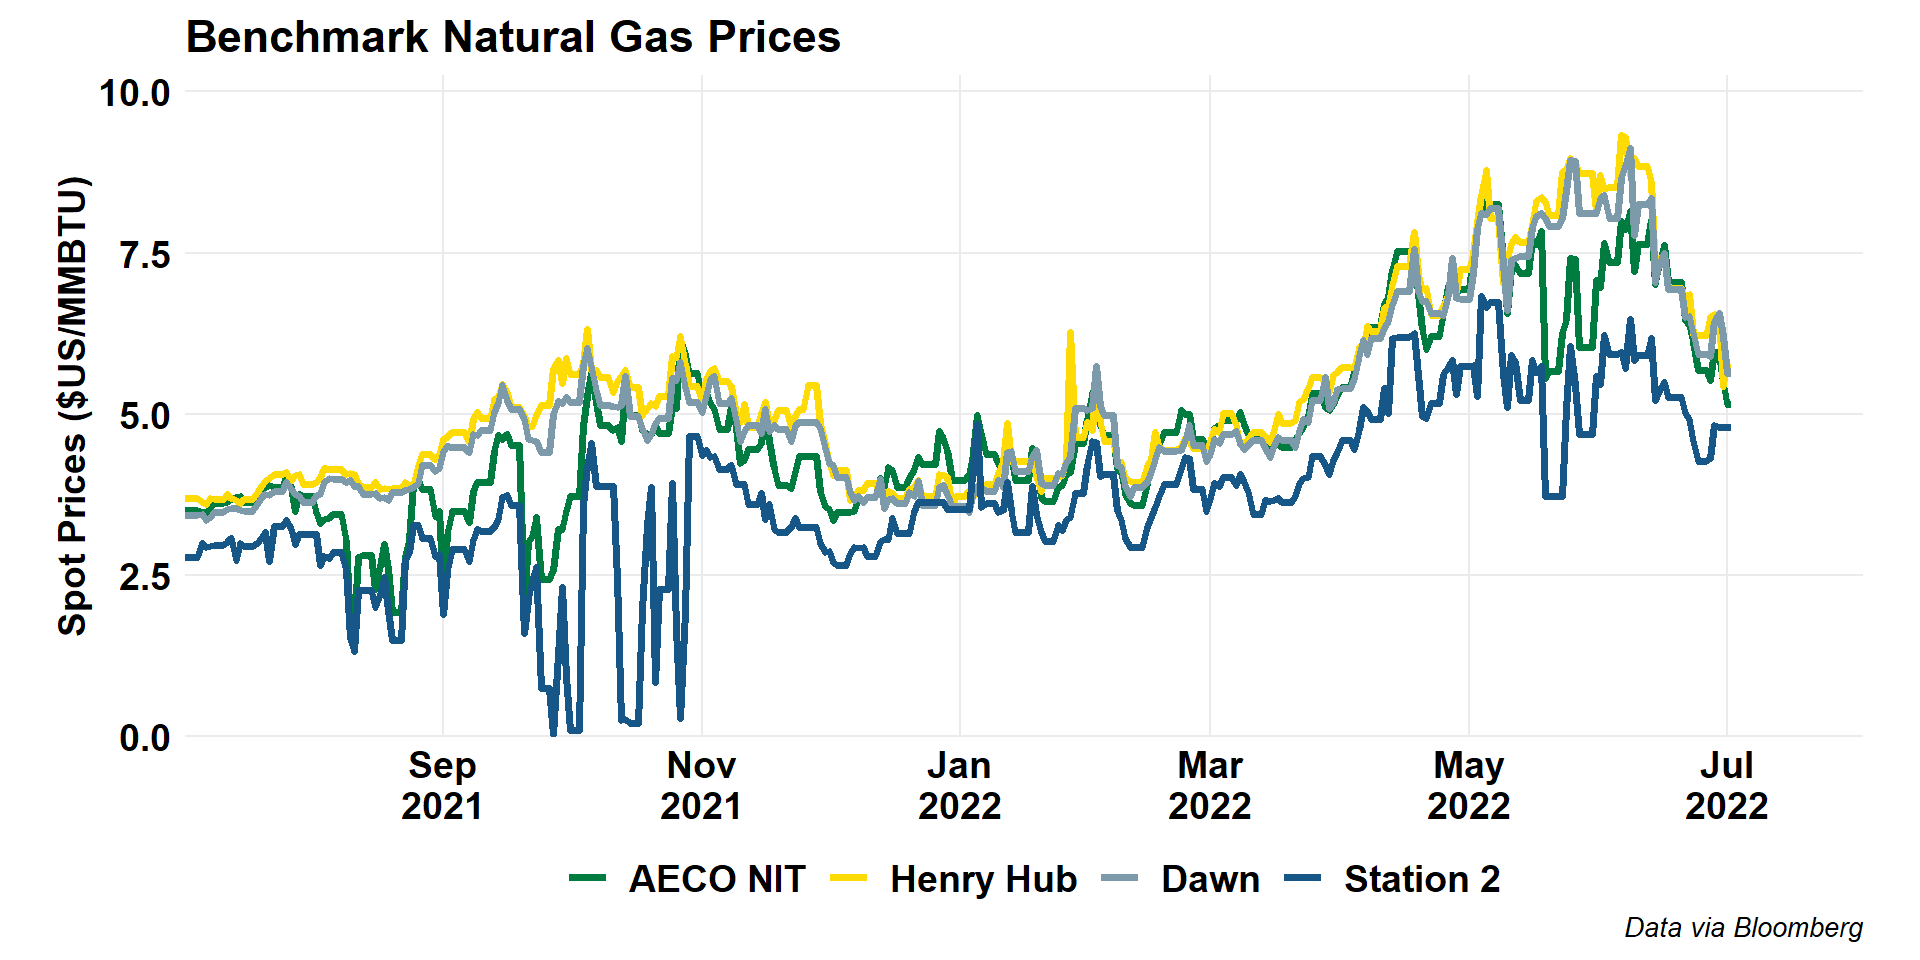 Benchmark Natural Gas Prices
Spot Prices ($US/MMBTU)
10.0
7.5
5.0
2.5
0.0
Sep Nov Jan Mar May Jul
2021 2021 2022 2022 2022 2022
AECO NIT Henry Hub Dawn Station 2
Data via Bloomberg